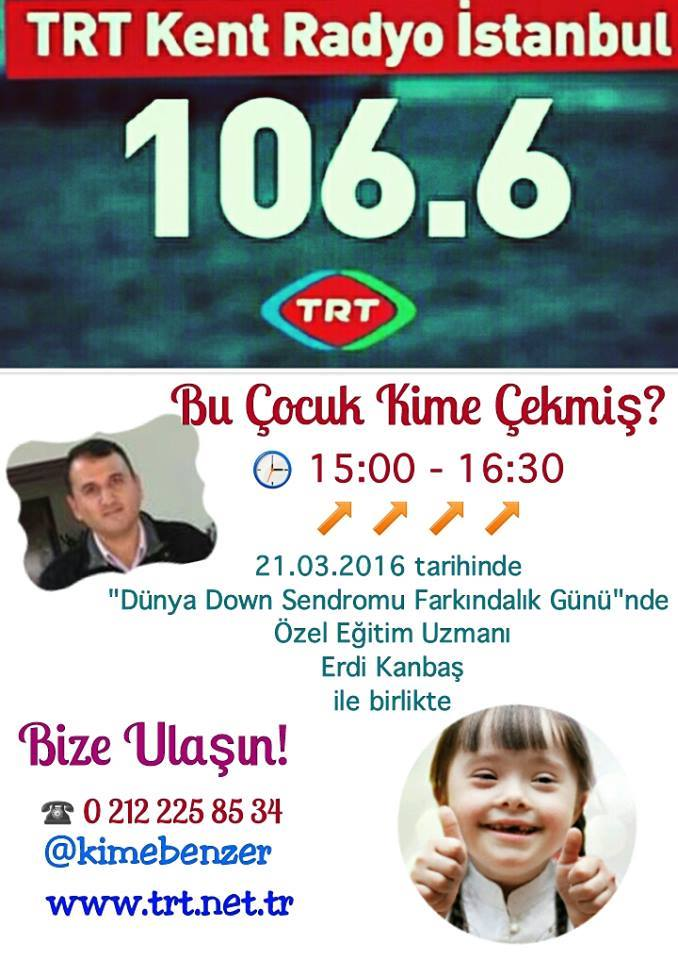 TRT Kent Radyo İstanbul
106.6
TRT
Bu Çocuk Kime Çekmiş?
15:00 - 16:30
21.03.2016 tarihinde
"Dünya Down Sendromu Farkındalık Günü"nde
Özel Eğitim Uzmanı
Erdi Kanbaş
ile birlikte
Bize Ulaşın!
0 212 225 85 34
@kimebenzer
www.trt.net.tr